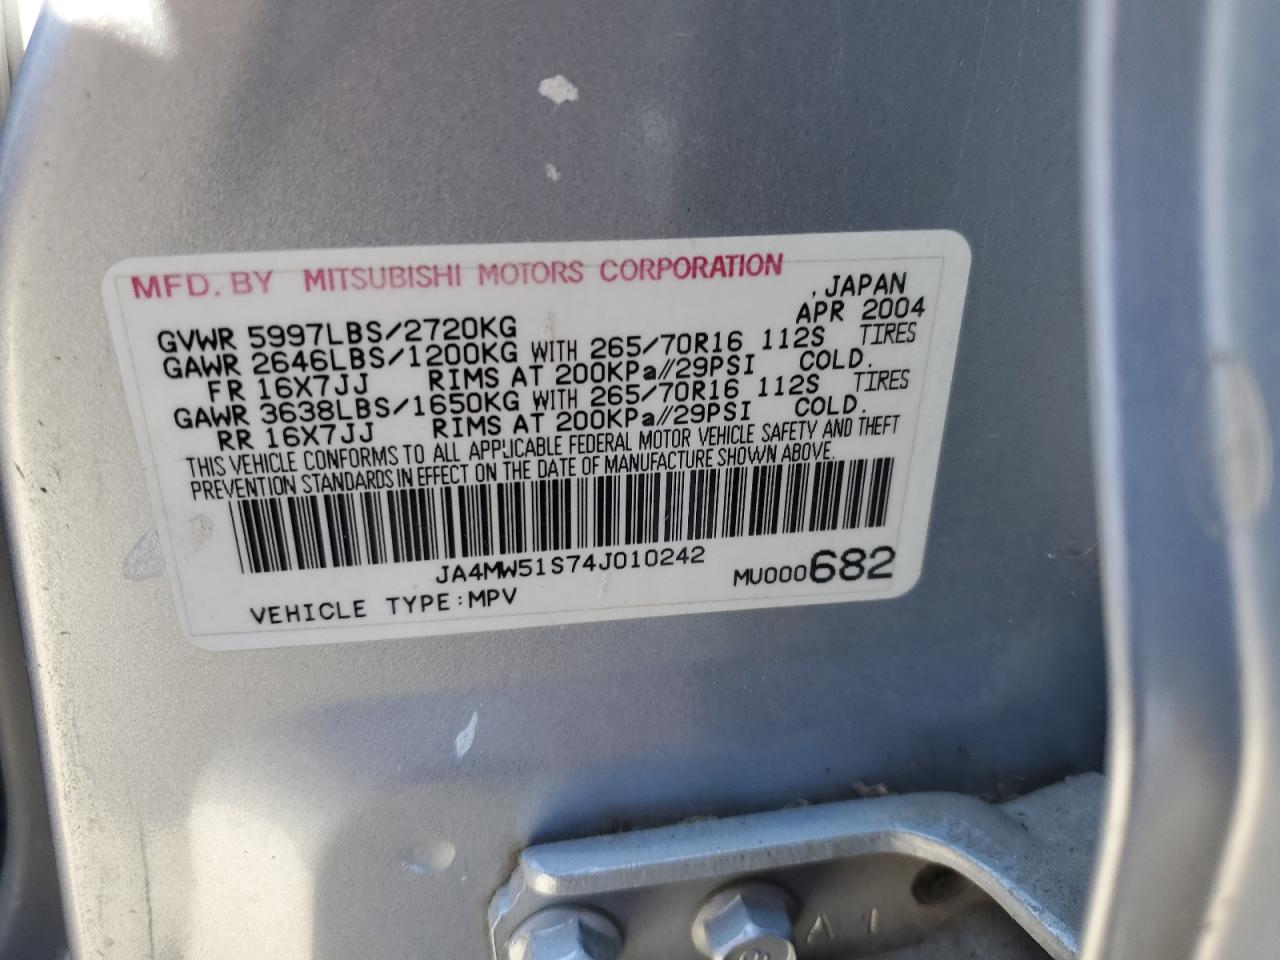 MFD. BY MITSUBISHI MOTORS CORPORATION
, JAPAN
APR 2004
GVWR 5997LBS/2720KG
GAWR 2646LBS/1200KG WITH 265/70R16 112S TIRES
FR 16X7JJ RIMS AT 200KPa//29PSI COLD.
GAWR 3638LBS/1650KG WITH 265/70R16 112S TIRES
RR 16X7JJ RIMS AT 200KPa//29PSI COLD.
THIS VEHICLE CONFORMS TO ALL APPLICABLE FEDERAL MOTOR VEHICLE SAFETY AND THEFT
PREVENTION STANDARDS IN EFFECT ON THE DATE OF MANUFACTURE SHOWN ABOVE.
JA4MW51S74J010242
MU000682
VEHICLE TYPE:MPV
A 1